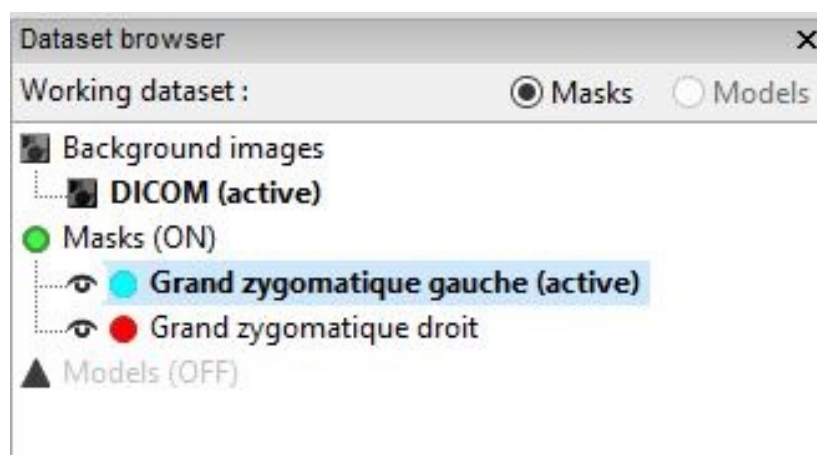 Dataset browser
Working dataset : Masks Models
Background images
DICOM (active)
Masks (ON)
Grand zygomatique gauche (active)
Grand zygomatique droit
Models (OFF)